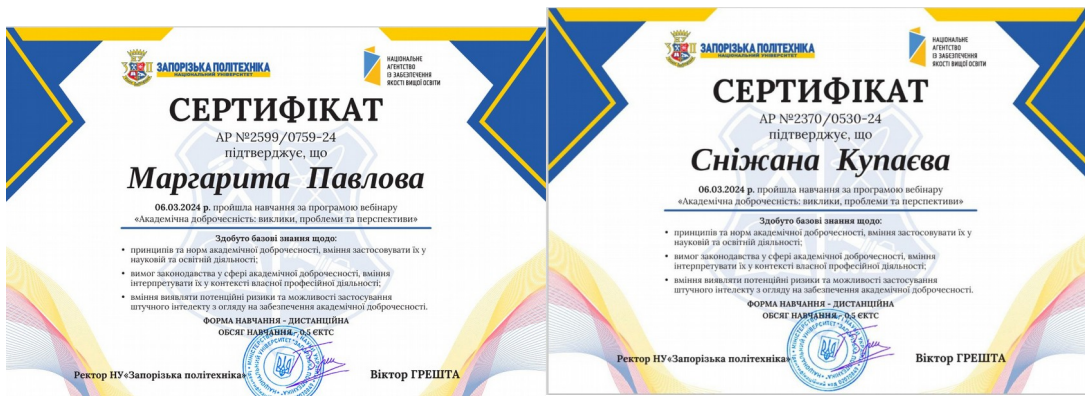 ЗАПОРІЗЬКА ПОЛІТЕХНІКА
НАЦІОНАЛЬНИЙ УНІВЕРСИТЕТ
НАЦІОНАЛЬНЕ
АГЕНТСТВО
ІЗ ЗАБЕЗПЕЧЕННЯ
ЯКОСТІ ВИЩОЇ ОСВІТИ
СЕРТИФІКАТ
АР №2599/0759-24
підтверджує, що
Маргарита Павлова
06.03.2024 р. пройшла навчання за програмою вебінару
«Академічна доброчесність: виклики, проблеми та перспективи»
Здобуто базові знання щодо:
• принципів та норм академічної доброчесності, вміння застосовувати їх у
науковій та освітній діяльності;
• вимог законодавства у сфері академічної доброчесності, вміння
інтерпретувати їх у контексті власної професійної діяльності;
• вміння виявляти потенційні ризики та можливості застосування
штучного інтелекту з огляду на забезпечення академічної доброчесності.
ФОРМА НАВЧАННЯ – ДИСТАНЦІЙНА
ОБСЯГ НАВЧАННЯ – 0,5 ЄКТС
Ректор НУ«Запорізька політехніка»
Віктор ГРЕШТА
ЗАПОРІЗЬКА ПОЛІТЕХНІКА
НАЦІОНАЛЬНИЙ УНІВЕРСИТЕТ
НАЦІОНАЛЬНЕ
АГЕНТСТВО
ІЗ ЗАБЕЗПЕЧЕННЯ
ЯКОСТІ ВИЩОЇ ОСВІТИ
СЕРТИФІКАТ
АР №2370/0530-24
підтверджує, що
Сніжана Купаєва
06.03.2024 р. пройшла навчання за програмою вебінару
«Академічна доброчесність: виклики, проблеми та перспективи»
Здобуто базові знання щодо:
• принципів та норм академічної доброчесності, вміння застосовувати їх у
науковій та освітній діяльності;
• вимог законодавства у сфері академічної доброчесності, вміння
інтерпретувати їх у контексті власної професійної діяльності;
• вміння виявляти потенційні ризики та можливості застосування
штучного інтелекту з огляду на забезпечення академічної доброчесності.
ФОРМА НАВЧАННЯ – ДИСТАНЦІЙНА
ОБСЯГ НАВЧАННЯ – 0,5 ЄКТС
Ректор НУ«Запорізька політехніка»
Віктор ГРЕШТА